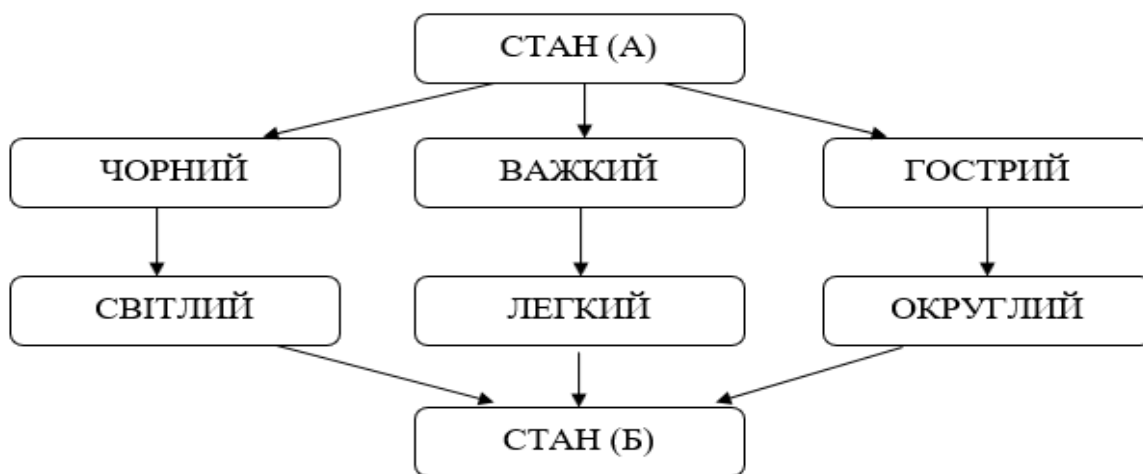 СТАН (А)
ЧОРНИЙ ВАЖКИЙ ГОСТРИЙ
СВІТЛИЙ ЛЕГКИЙ ОКРУГЛИЙ
СТАН (Б)